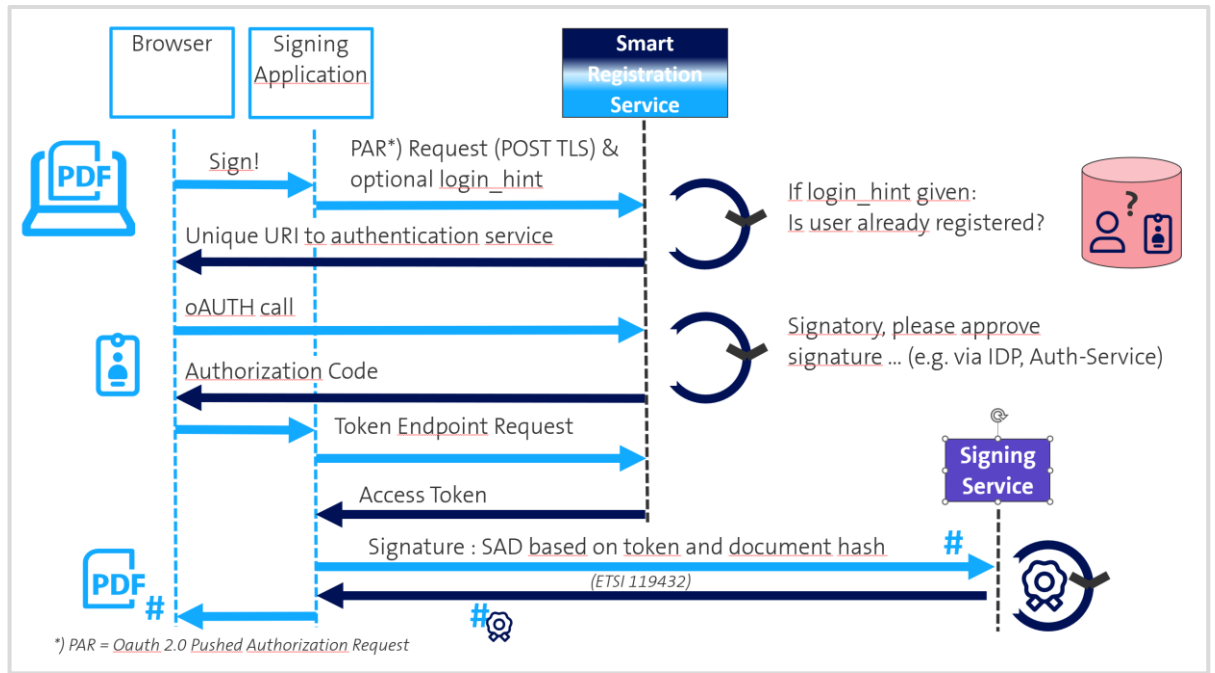 Browser
Signing
Application
Smart
Registration
Service
PDF
Sign!
PAR*) Request (POST TLS) &
optional login_hint
If login_hint given:
Is user already registered?
?
Unique URI to authentication service
oAUTH call
Signatory, please approve
signature ... (e.g. via IDP, Auth-Service)
Authorization Code
Token Endpoint Request
Signing
Service
Access Token
Signature : SAD based on token and document hash
#
(ETSI 119432)
PDF
#
#
*) PAR = Oauth 2.0 Pushed Authorization Request